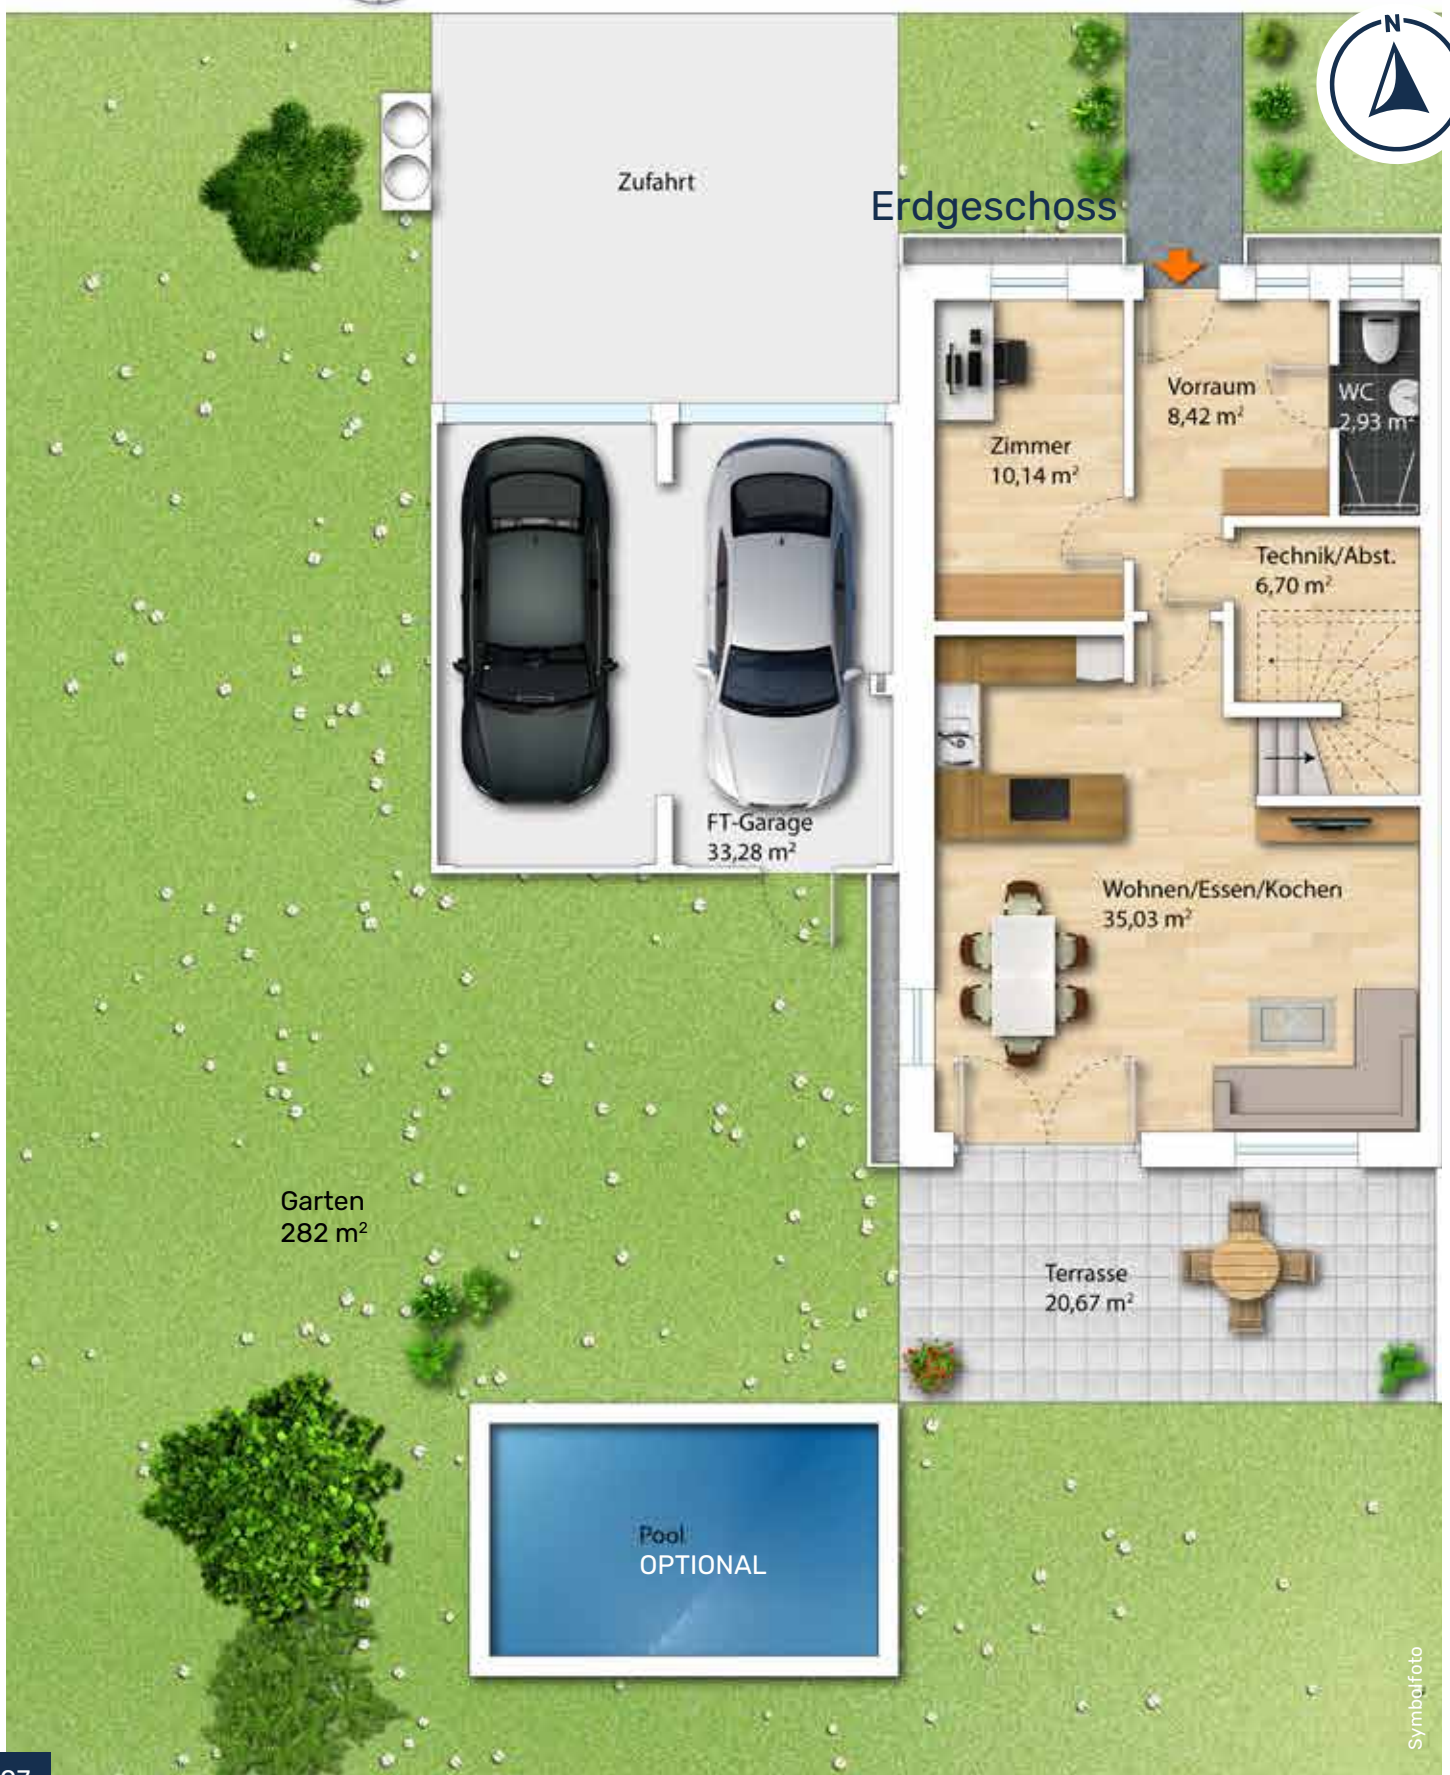 N
Zufahrt
Erdgeschoss
Vorraum
8,42 m²
WC
2,93 m²
Zimmer
10,14 m²
Technik/Abst.
6,70 m²
FT-Garage
33,28 m²
Wohnen/Essen/Kochen
35,03 m²
Garten
282 m²
Terrasse
20,67 m²
Pool
OPTIONAL
Symbolfoto